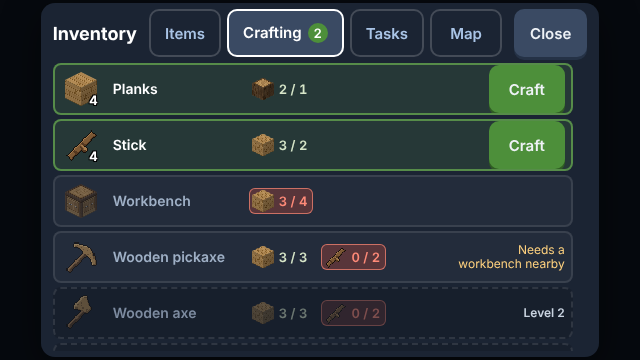 Inventory
Items
Crafting 2
Tasks
Map
Close
4
Planks
2 / 1
Craft
4
Stick
3 / 2
Craft
Workbench
3 / 4
Wooden pickaxe
3 / 3
0 / 2
Needs a
workbench nearby
Wooden axe
3 / 3
0 / 2
Level 2